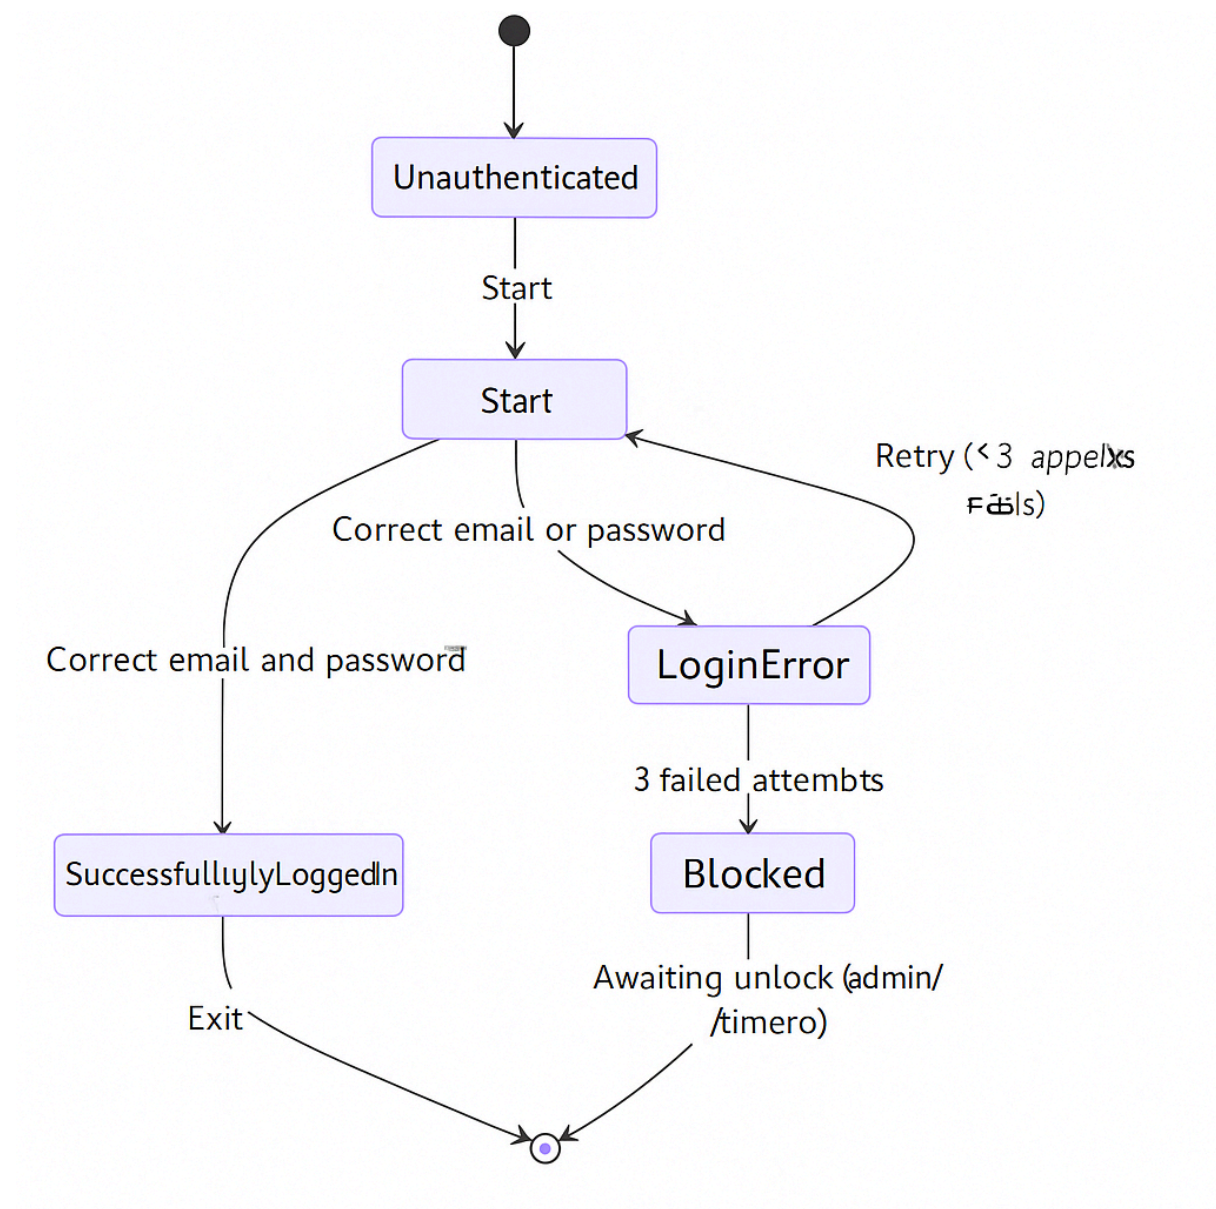 Unauthenticated
Start
Start
Retry (<3
Correct email or password
Correct email and password
LoginError
3 failed attembts
SuccessfullylyLoggedIn
Blocked
Awaiting unlock (admin/
/timero)
Exit